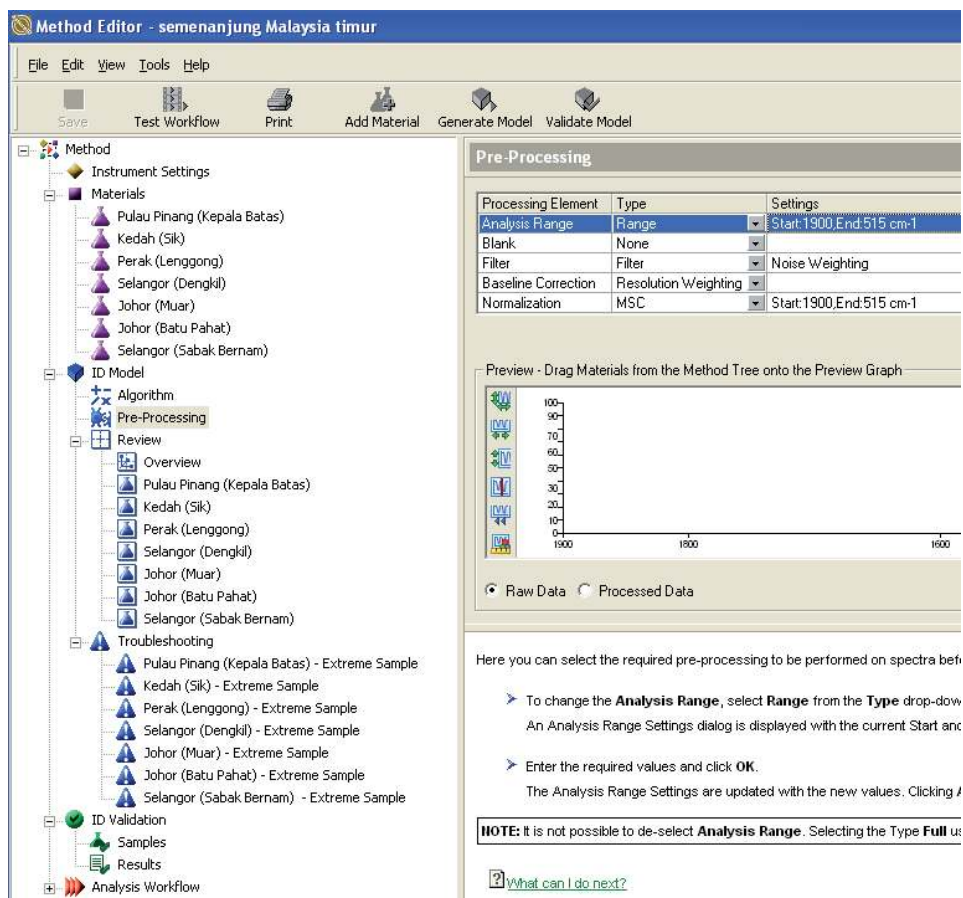 Method Editor - semenanjung Malaysia timur
File Edit View Tools Help
Save Test Workflow Print Add Material Generate Model Validate Model
Method
Instrument Settings
Materials
Pulau Pinang (Kepala Batas)
Kedah (Sik)
Perak (Lenggong)
Selangor (Dengkil)
Johor (Muar)
Johor (Batu Pahat)
Selangor (Sabak Bernam)
ID Model
Algorithm
Pre-Processing
Review
Overview
Pulau Pinang (Kepala Batas)
Kedah (Sik)
Perak (Lenggong)
Selangor (Dengkil)
Johor (Muar)
Johor (Batu Pahat)
Selangor (Sabak Bernam)
Troubleshooting
Pulau Pinang (Kepala Batas) - Extreme Sample
Kedah (Sik) - Extreme Sample
Perak (Lenggong) - Extreme Sample
Selangor (Dengkil) - Extreme Sample
Johor (Muar) - Extreme Sample
Johor (Batu Pahat) - Extreme Sample
Selangor (Sabak Bernam) - Extreme Sample
ID Validation
Samples
Results
Analysis Workflow
Pre-Processing
Processing Element Type Settings
Analysis Range Range Start:1900,End:515 cm-1
Blank None
Filter Filter Noise Weighting
Baseline Correction Resolution Weighting
Normalization MSC Start:1900,End:515 cm-1
Preview - Drag Materials from the Method Tree onto the Preview Graph
100
90
70
60
50
30
20
10
0
1900 1800 1600
Raw Data Processed Data
Here you can select the required pre-processing to be performed on spectra bef
To change the Analysis Range, select Range from the Type drop-dow
An Analysis Range Settings dialog is displayed with the current Start and
Enter the required values and click OK.
The Analysis Range Settings are updated with the new values. Clicking A
NOTE: It is not possible to de-select Analysis Range. Selecting the Type Full us
What can I do next?